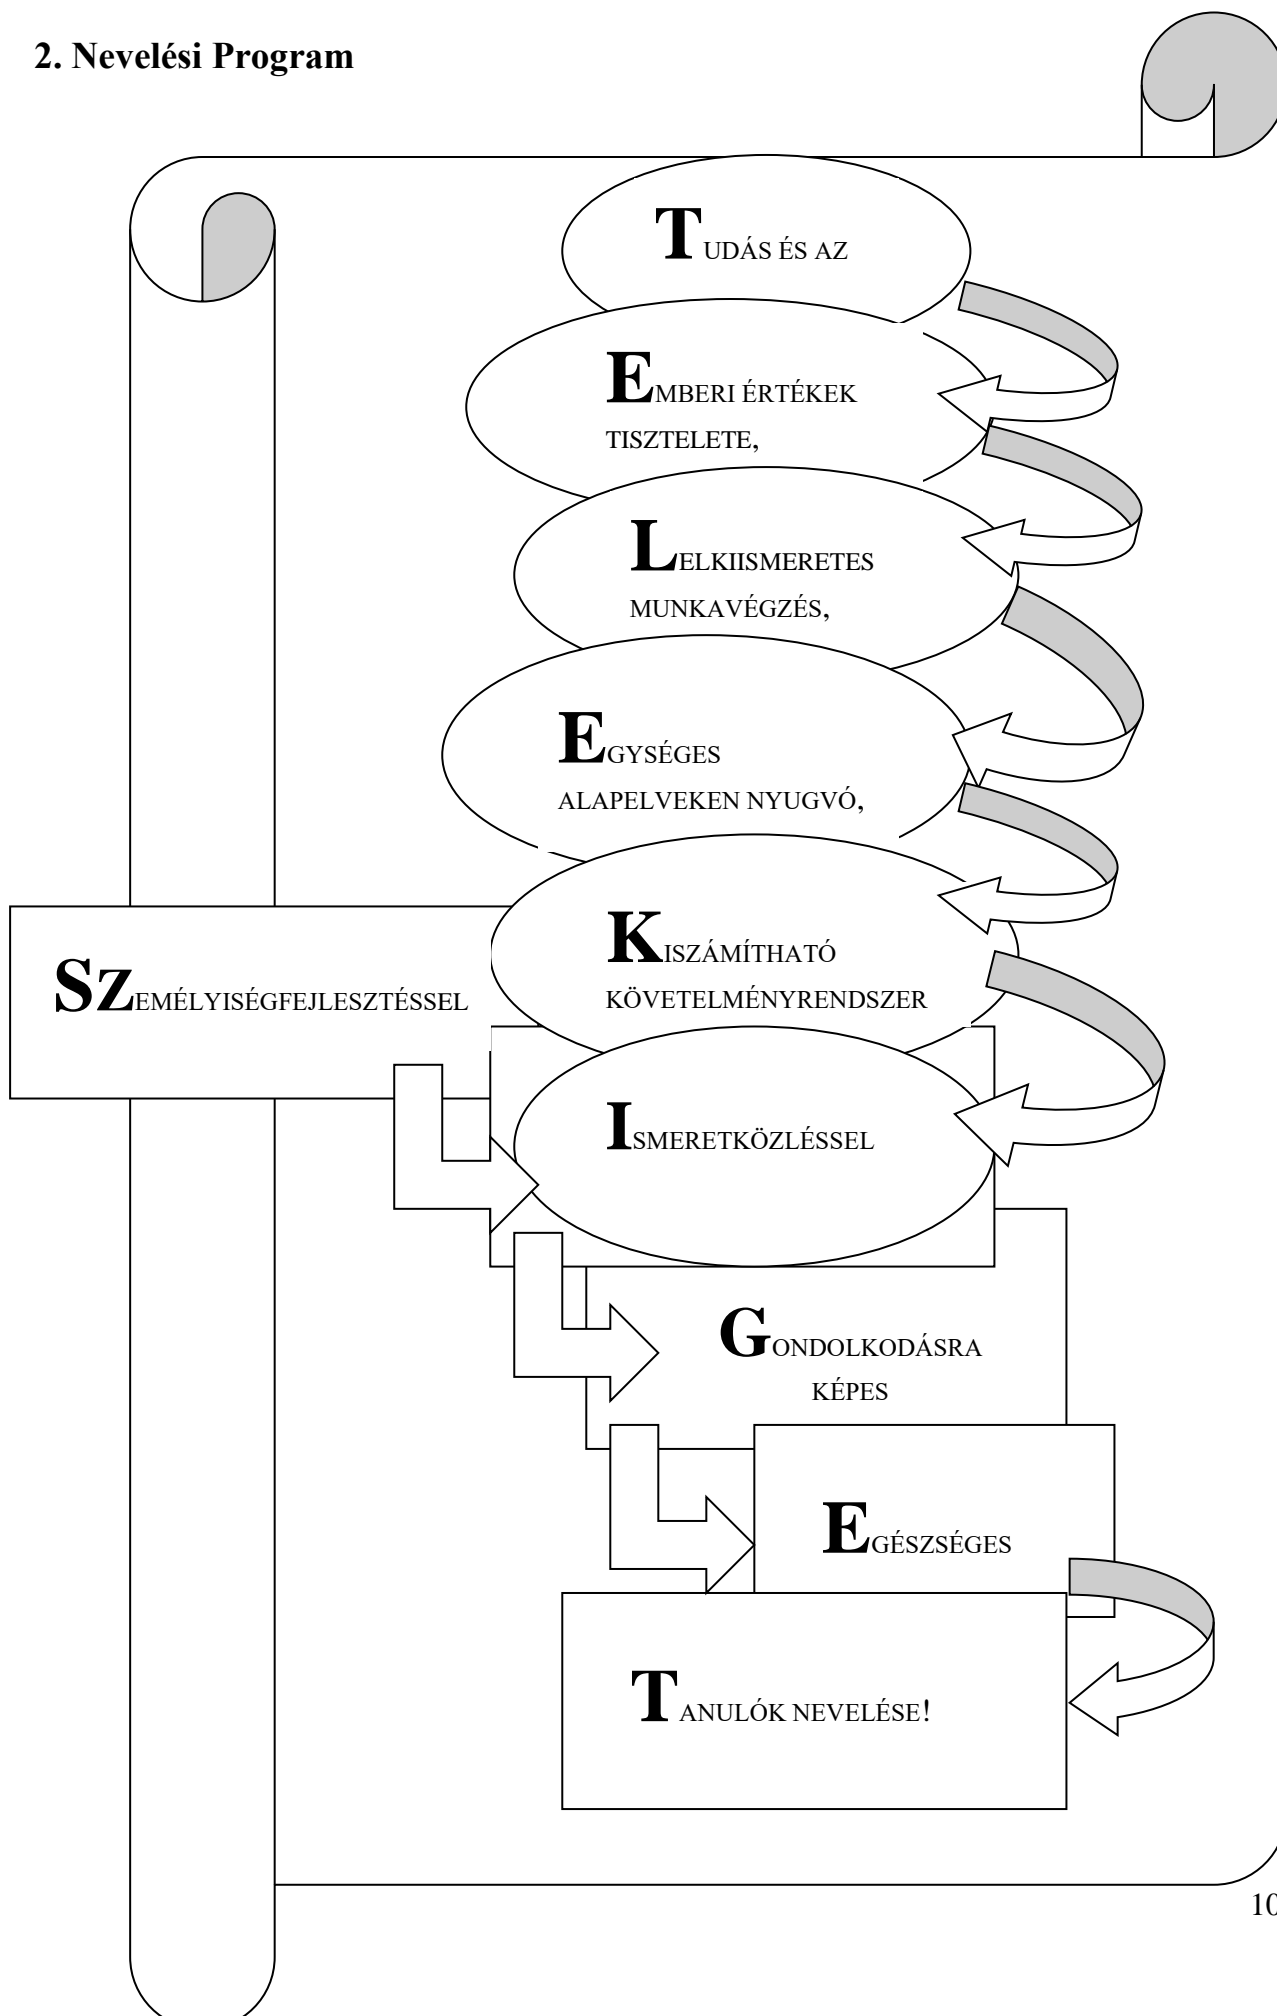 2. Nevelési Program
TUDÁS ÉS AZ
EMBERI ÉRTÉKEK
TISZTELETE,
LELKIISMERETES
MUNKAVÉGZÉS,
EGYSÉGES
ALAPELVEKEN NYUGVÓ,
KISZÁMÍTHATÓ
KÖVETELMÉNYRENDSZER
SZEMÉLYISÉGFEJLESZTÉSSEL
ISMERETKÖZLÉSSEL
GONDOLKODÁSRA
KÉPES
EGÉSZSÉGES
TANULÓK NEVELÉSE!
10